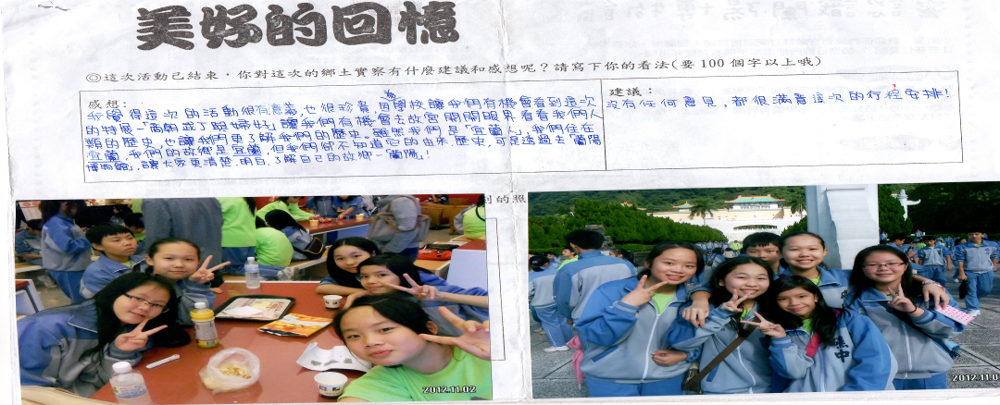 美好的回憶
◎這次活動已結束,你對這次的鄉土實察有什麼建議和感想呢?請寫下你的看法(要100個字以上哦)
感想:
我覺得這次的活動很有意義,也很珍貴,因為學校讓我們有機會看到這次
的特展-「商朝武丁與婦好」讓我們有機會去故宮開開眼界看看我們人
類的歷史,也讓我們更了解我們的歷史。雖然我們是「宜蘭人」,我們住在
宜蘭,我們的故鄉是宜蘭,但我們卻不知道它的由來、歷史,可是透過去「蘭陽
博物館」,讓大家更清楚.明白.了解自己的故鄉-「蘭陽」!
建議:
沒有任何意見,都很滿意這次的行程安排!
的照
2012.11.02
中
2012.11.0